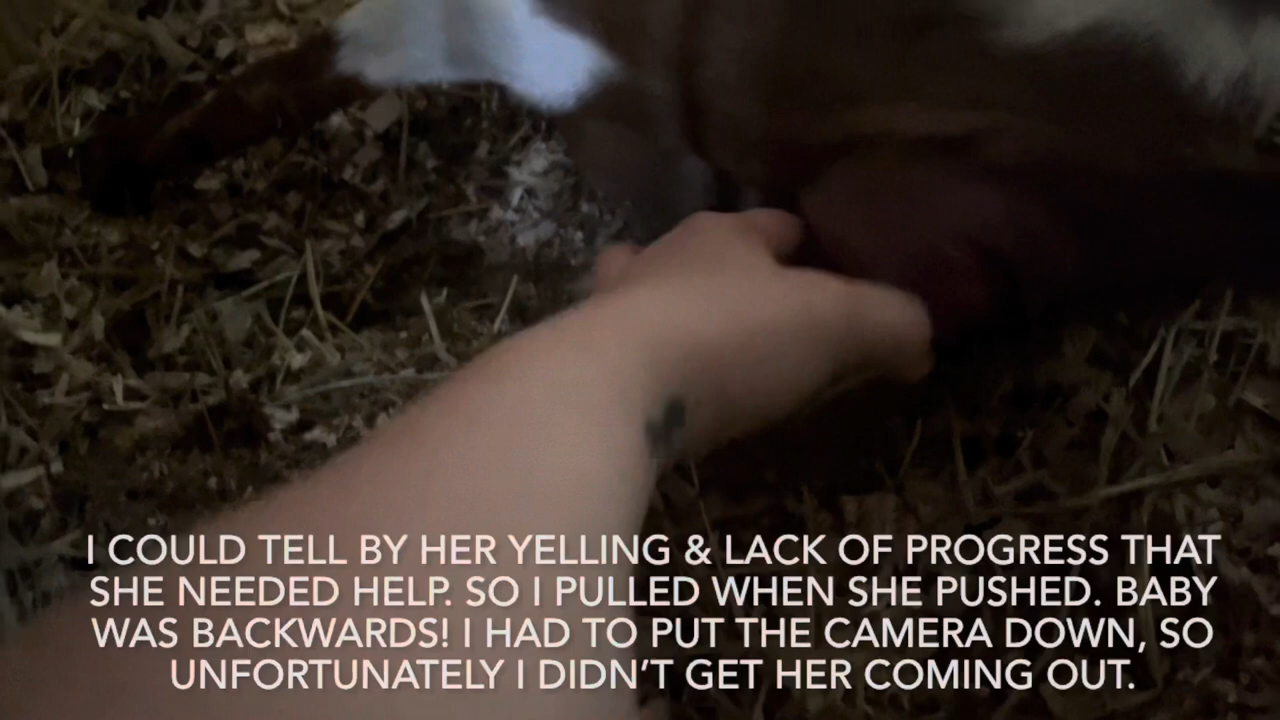 I COULD TELL BY HER YELLING & LACK OF PROGRESS THAT
SHE NEEDED HELP. SO I PULLED WHEN SHE PUSHED. BABY
WAS BACKWARDS! I HAD TO PUT THE CAMERA DOWN, SO
UNFORTUNATELY I DIDN’T GET HER COMING OUT.